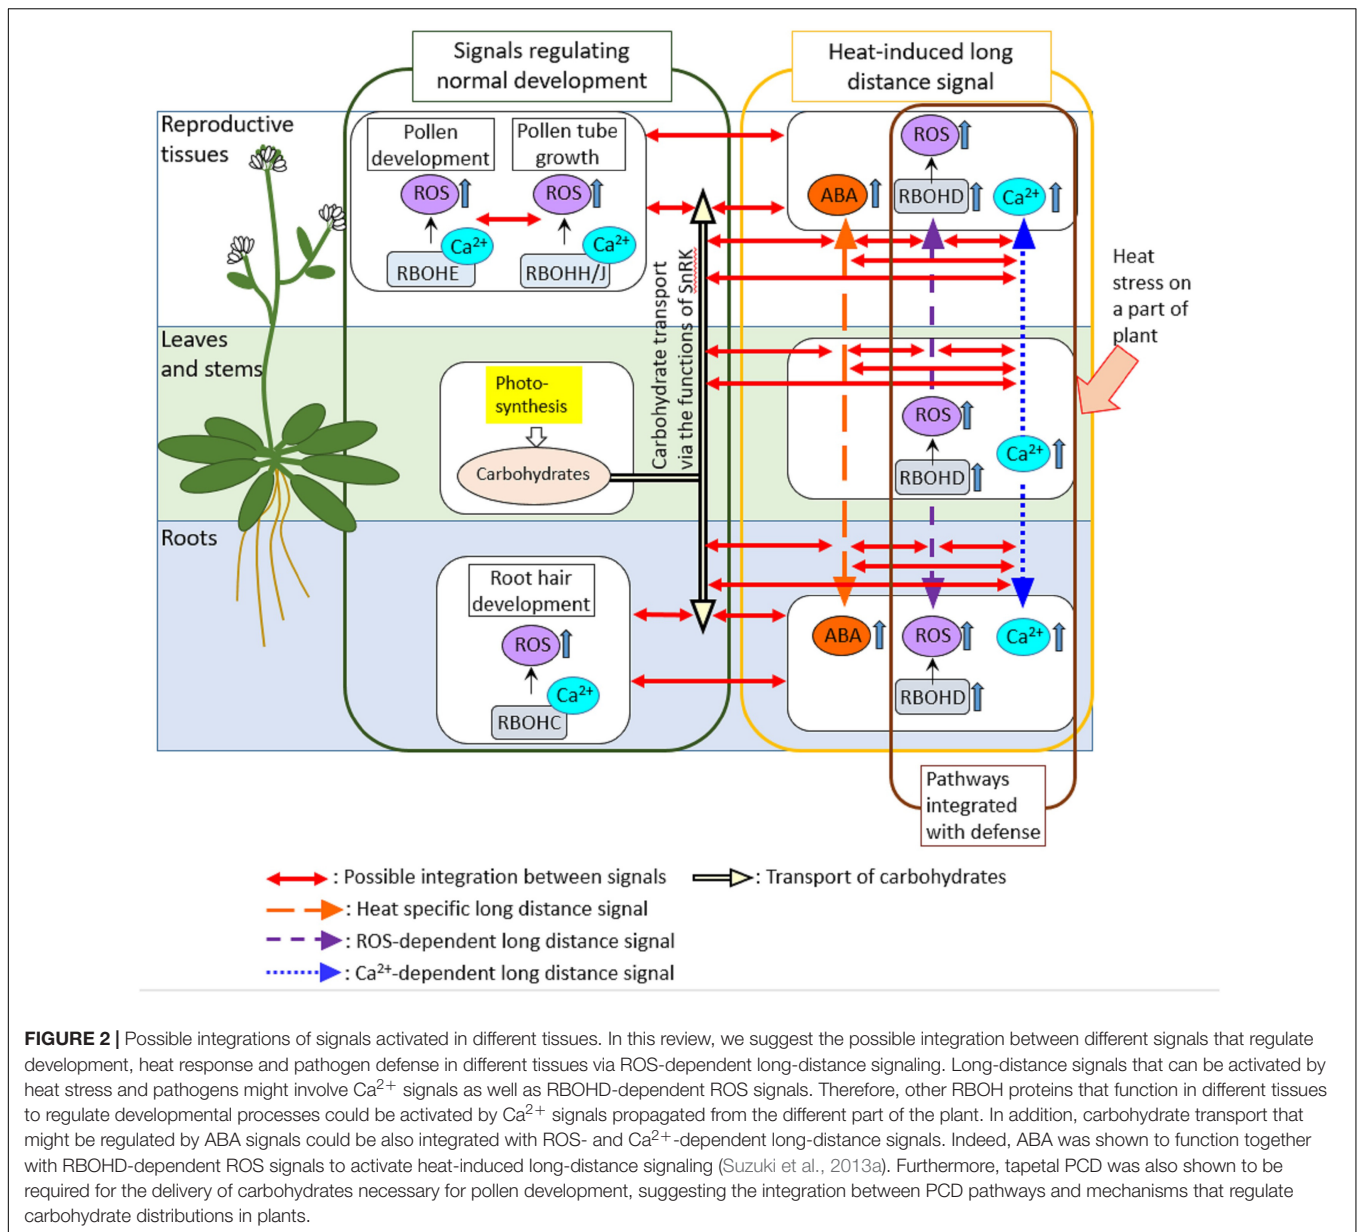 Signals regulating
normal development
Heat-induced long
distance signal
Reproductive
tissues
Pollen
development
Pollen tube
growth
ROS
ROS
Ca2+
Ca2+
RBOHE
RBOHH/J
ROS
ABA
RBOHD
Ca2+
Carbohydrate transport
via the functions of SnRK
Heat
stress on
a part of
plant
Leaves
and stems
Photo-
synthesis
Carbohydrates
ROS
Ca2+
RBOHD
Roots
Root hair
development
ROS
Ca2+
RBOHC
ABA
ROS
Ca2+
RBOHD
Pathways
integrated
with defense
: Possible integration between signals
: Transport of carbohydrates
: Heat specific long distance signal
: ROS-dependent long distance signal
: Ca2+-dependent long distance signal
FIGURE 2 | Possible integrations of signals activated in different tissues. In this review, we suggest the possible integration between different signals that regulate
development, heat response and pathogen defense in different tissues via ROS-dependent long-distance signaling. Long-distance signals that can be activated by
heat stress and pathogens might involve Ca2+ signals as well as RBOHD-dependent ROS signals. Therefore, other RBOH proteins that function in different tissues
to regulate developmental processes could be activated by Ca2+ signals propagated from the different part of the plant. In addition, carbohydrate transport that
might be regulated by ABA signals could be also integrated with ROS- and Ca2+-dependent long-distance signals. Indeed, ABA was shown to function together
with RBOHD-dependent ROS signals to activate heat-induced long-distance signaling (Suzuki et al., 2013a). Furthermore, tapetal PCD was also shown to be
required for the delivery of carbohydrates necessary for pollen development, suggesting the integration between PCD pathways and mechanisms that regulate
carbohydrate distributions in plants.